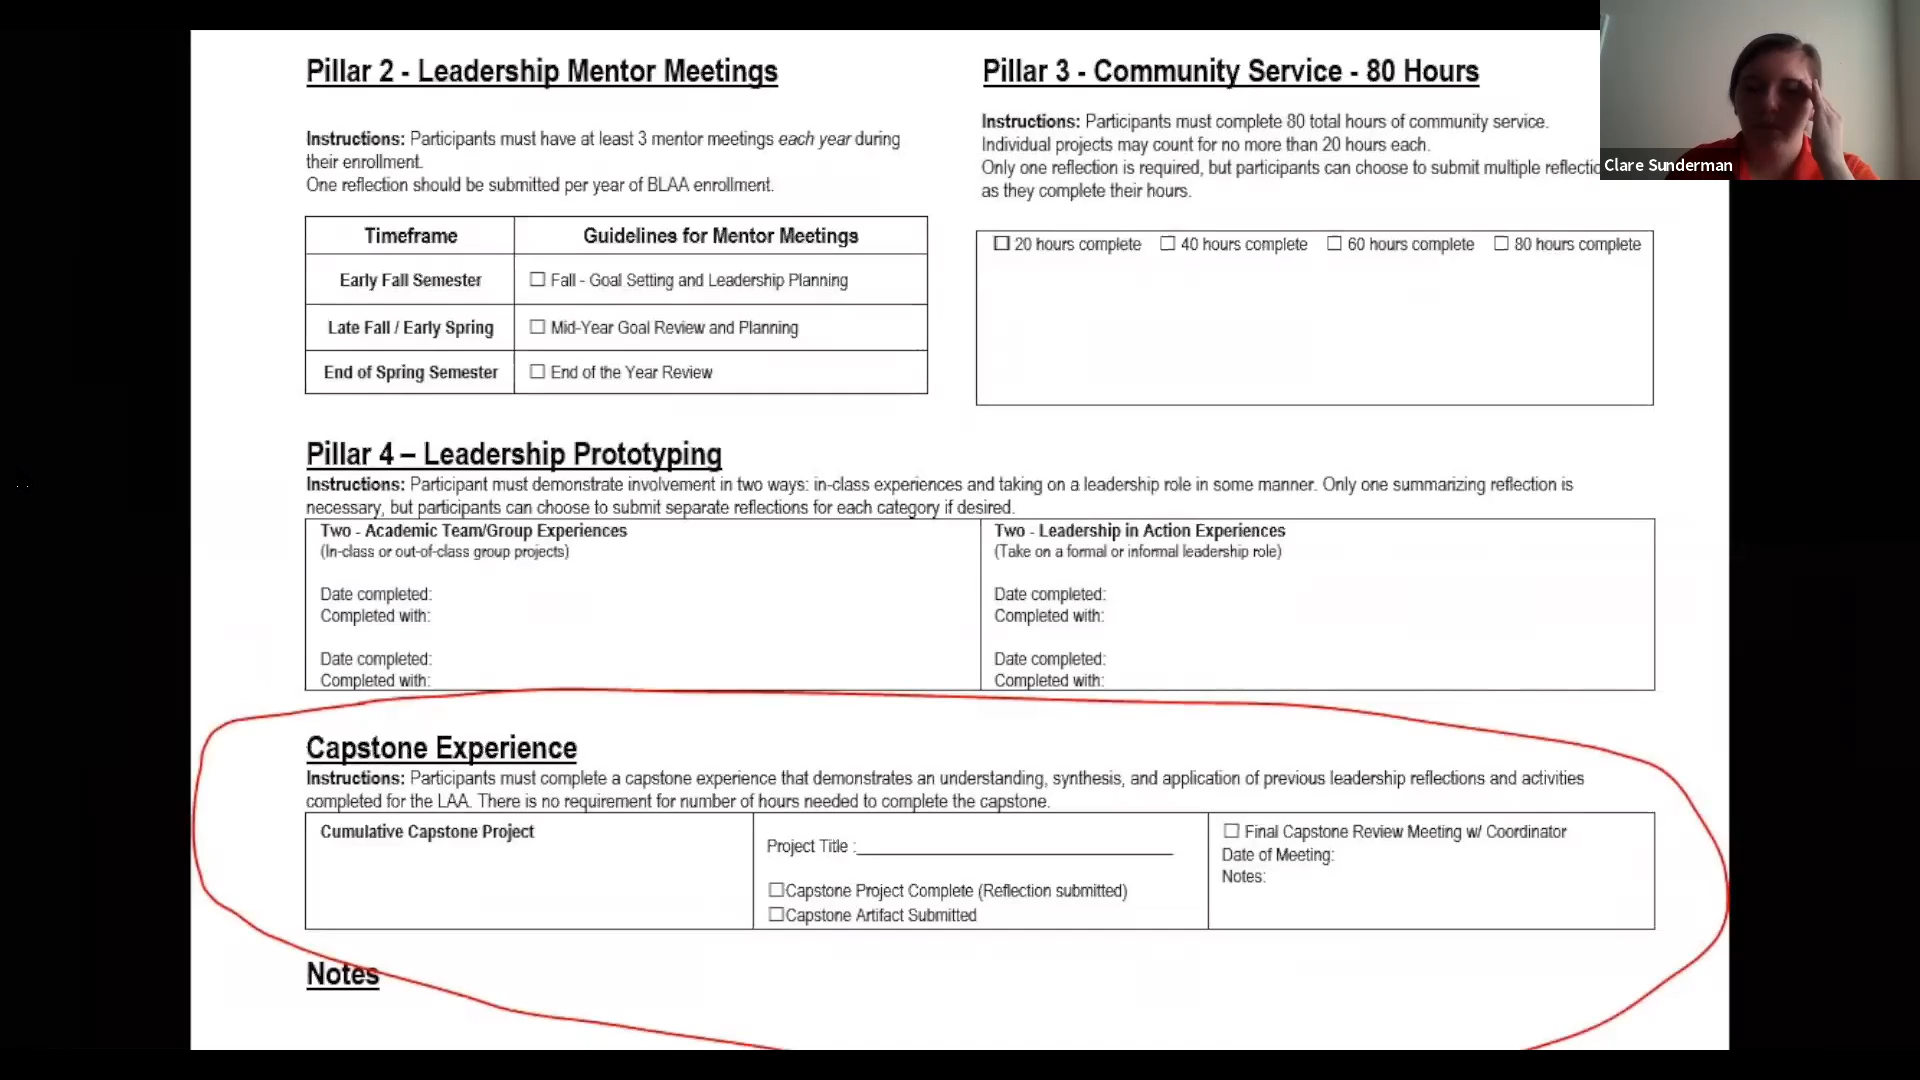 Pillar 2 - Leadership Mentor Meetings
Instructions: Participants must have at least 3 mentor meetings each year during
their enrollment.
One reflection should be submitted per year of BLAA enrollment.
Timeframe
Guidelines for Mentor Meetings
Early Fall Semester
☐ Fall - Goal Setting and Leadership Planning
Late Fall / Early Spring
☐ Mid-Year Goal Review and Planning
End of Spring Semester
☐ End of the Year Review
Pillar 3 - Community Service - 80 Hours
Instructions: Participants must complete 80 total hours of community service.
Individual projects may count for no more than 20 hours each.
Only one reflection is required, but participants can choose to submit multiple reflectio
as they complete their hours.
☐ 20 hours complete ☐ 40 hours complete ☐ 60 hours complete ☐ 80 hours complete
Clare Sunderman
Pillar 4 – Leadership Prototyping
Instructions: Participant must demonstrate involvement in two ways: in-class experiences and taking on a leadership role in some manner. Only one summarizing reflection is
necessary, but participants can choose to submit separate reflections for each category if desired.
Two - Academic Team/Group Experiences
(In-class or out-of-class group projects)
Date completed:
Completed with:
Date completed:
Completed with:
Two - Leadership in Action Experiences
(Take on a formal or informal leadership role)
Date completed:
Completed with:
Date completed:
Completed with:
Capstone Experience
Instructions: Participants must complete a capstone experience that demonstrates an understanding, synthesis, and application of previous leadership reflections and activities
completed for the LAA. There is no requirement for number of hours needed to complete the capstone.
Cumulative Capstone Project
Project Title :
☐Capstone Project Complete (Reflection submitted)
☐Capstone Artifact Submitted
☐ Final Capstone Review Meeting w/ Coordinator
Date of Meeting:
Notes:
Notes